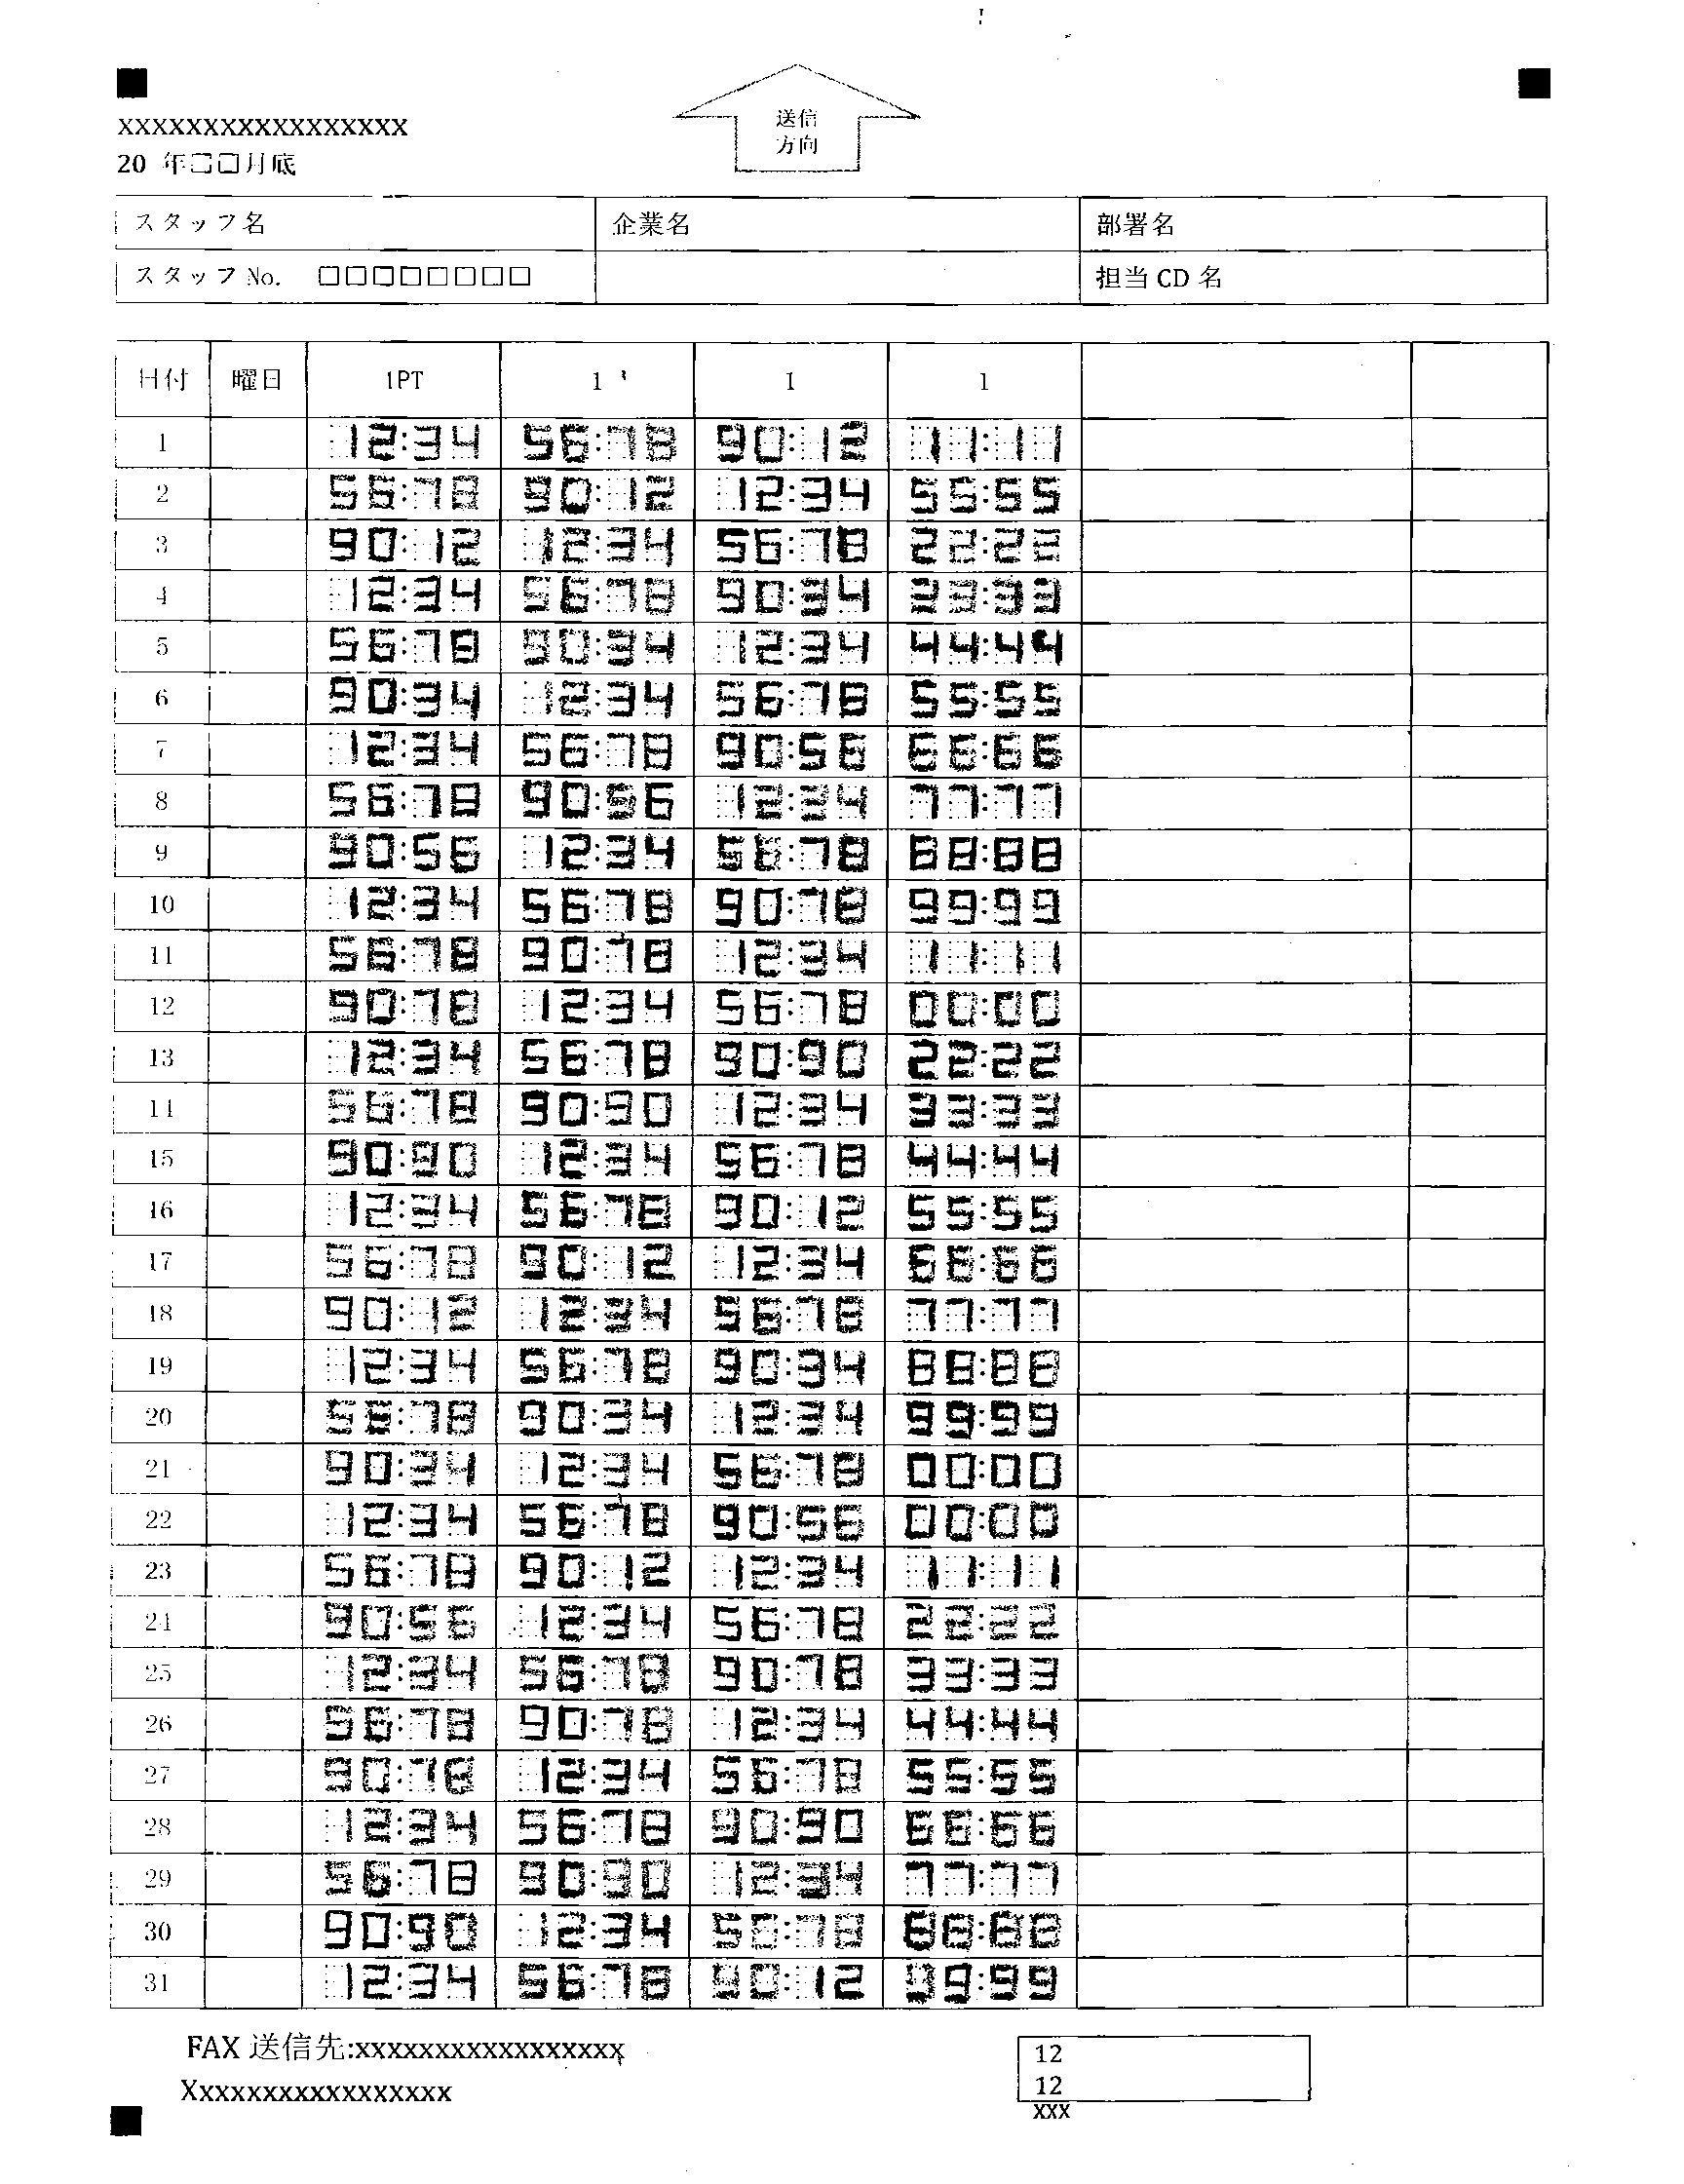 送信
方向
XXXXXXXXXXXXXXXXX
20 年□□月底
スタッフ名 企業名 部署名
スタッフ No. □□□□□□□□ 担当 CD 名
日付 曜日 1PT 1 1 1
1 12:34 56:78 90:12 11:11
2 56:78 90:12 12:34 55:55
3 90:12 12:34 56:78 22:22
4 12:34 56:78 90:34 33:33
5 56:78 90:34 12:34 44:44
6 90:34 12:34 56:78 55:55
7 12:34 56:78 90:56 66:66
8 56:78 90:56 12:34 77:77
9 90:56 12:34 56:78 88:88
10 12:34 56:78 90:78 99:99
11 56:78 90:78 12:34 11:11
12 90:78 12:34 56:78 00:00
13 12:34 56:78 90:90 22:22
14 56:78 90:90 12:34 33:33
15 90:90 12:34 56:78 44:44
16 12:34 56:78 90:12 55:55
17 56:78 90:12 12:34 66:66
18 90:12 12:34 56:78 77:77
19 12:34 56:78 90:34 88:88
20 56:78 90:34 12:34 99:99
21 90:34 12:34 56:78 00:00
22 12:34 56:78 90:56 00:00
23 56:78 90:12 12:34 11:11
24 90:56 12:34 56:78 22:22
25 12:34 56:78 90:78 33:33
26 56:78 90:78 12:34 44:44
27 90:78 12:34 56:78 55:55
28 12:34 56:78 90:90 66:66
29 56:78 90:90 12:34 77:77
30 90:90 12:34 56:78 88:88
31 12:34 56:78 90:12 99:99
FAX 送信先:xxxxxxxxxxxxxxxxx
Xxxxxxxxxxxxxxxxx
12
12
XXX